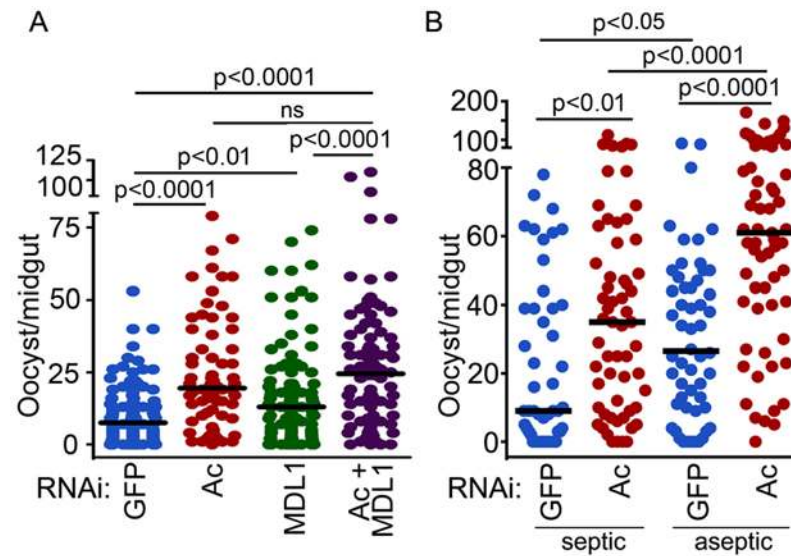 A
p<0.0001
ns
p<0.01
p<0.0001
p<0.0001
125
101
75
50
25
0
Oocyst/midgut
RNAi:
GFP
Ac
MDL1
Ac +
MDL1
B
p<0.05
p<0.0001
p<0.01
p<0.0001
200
100
80
60
40
20
0
Oocyst/midgut
RNAi:
GFP
Ac
GFP
Ac
septic
aseptic